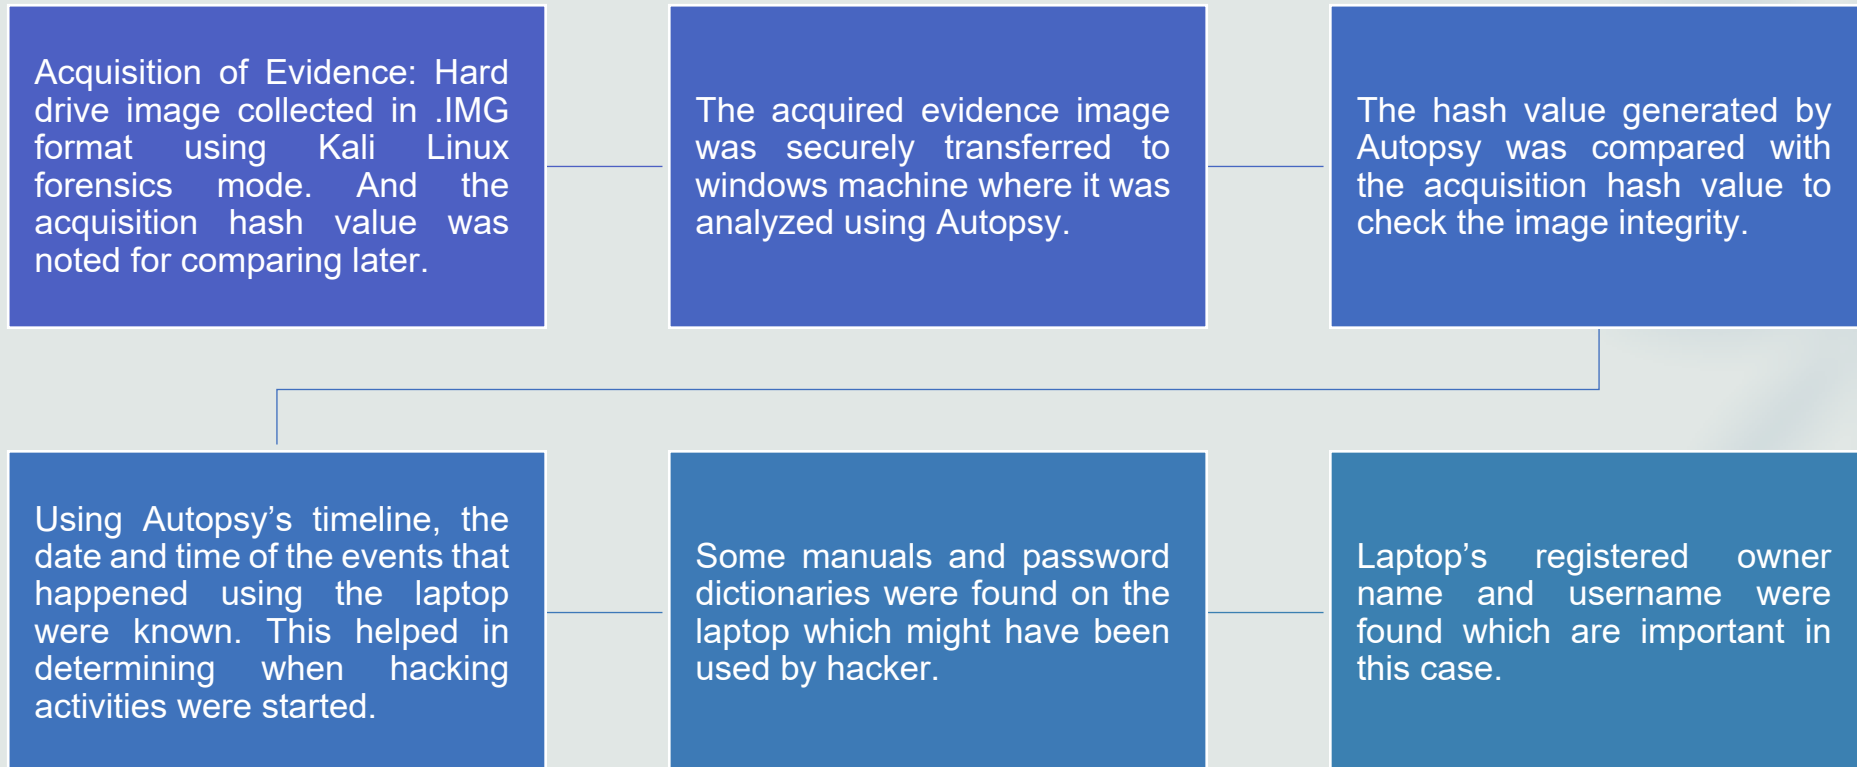 Acquisition of Evidence: Hard
drive image collected in .IMG
format using Kali Linux
forensics mode. And the
acquisition hash value was
noted for comparing later.
The acquired evidence image
was securely transferred to
windows machine where it was
analyzed using Autopsy.
The hash value generated by
Autopsy was compared with
the acquisition hash value to
check the image integrity.
Using Autopsy’s timeline, the
date and time of the events that
happened using the laptop
were known. This helped in
determining when hacking
activities were started.
Some manuals and password
dictionaries were found on the
laptop which might have been
used by hacker.
Laptop’s registered owner
name and username were
found which are important in
this case.